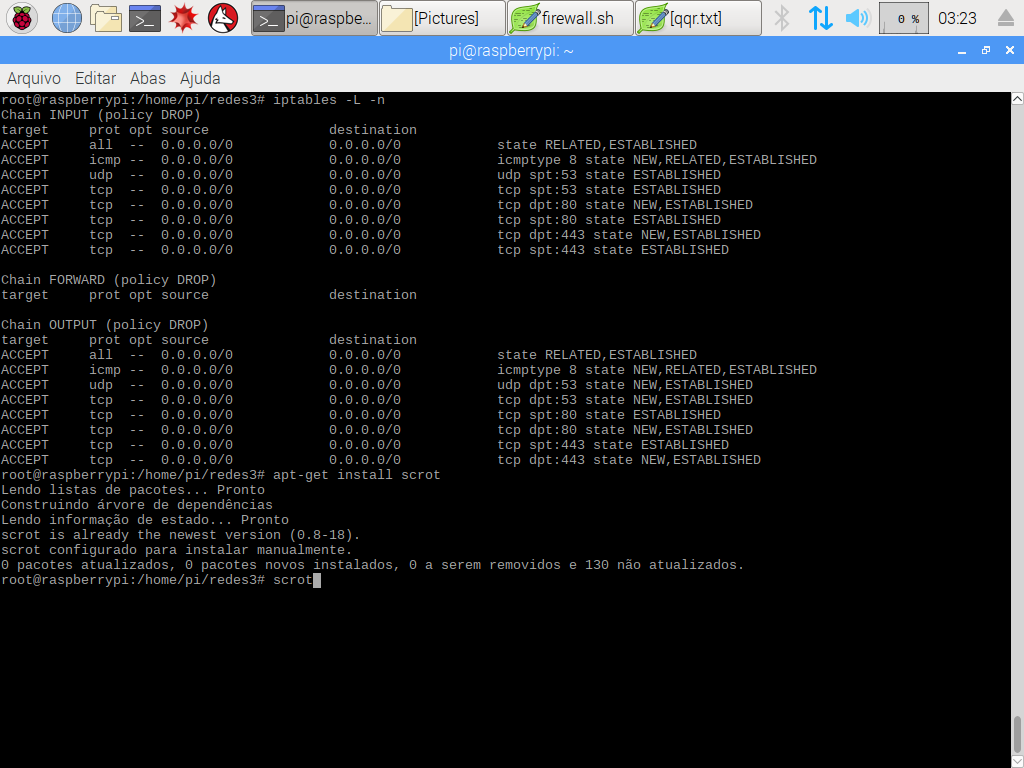 pi@raspbe... [Pictures] firewall.sh [qqr.txt] 0 % 03:23
pi@raspberrypi: ~
Arquivo Editar Abas Ajuda
root@raspberrypi:/home/pi/redes3# iptables -L -n
Chain INPUT (policy DROP)
target     prot opt source               destination
ACCEPT     all  --  0.0.0.0/0            0.0.0.0/0            state RELATED,ESTABLISHED
ACCEPT     icmp --  0.0.0.0/0            0.0.0.0/0            icmptype 8 state NEW,RELATED,ESTABLISHED
ACCEPT     udp  --  0.0.0.0/0            0.0.0.0/0            udp spt:53 state ESTABLISHED
ACCEPT     tcp  --  0.0.0.0/0            0.0.0.0/0            tcp spt:53 state ESTABLISHED
ACCEPT     tcp  --  0.0.0.0/0            0.0.0.0/0            tcp dpt:80 state NEW,ESTABLISHED
ACCEPT     tcp  --  0.0.0.0/0            0.0.0.0/0            tcp spt:80 state ESTABLISHED
ACCEPT     tcp  --  0.0.0.0/0            0.0.0.0/0            tcp dpt:443 state NEW,ESTABLISHED
ACCEPT     tcp  --  0.0.0.0/0            0.0.0.0/0            tcp spt:443 state ESTABLISHED
Chain FORWARD (policy DROP)
target     prot opt source               destination
Chain OUTPUT (policy DROP)
target     prot opt source               destination
ACCEPT     all  --  0.0.0.0/0            0.0.0.0/0            state RELATED,ESTABLISHED
ACCEPT     icmp --  0.0.0.0/0            0.0.0.0/0            icmptype 8 state NEW,RELATED,ESTABLISHED
ACCEPT     udp  --  0.0.0.0/0            0.0.0.0/0            udp dpt:53 state NEW,ESTABLISHED
ACCEPT     tcp  --  0.0.0.0/0            0.0.0.0/0            tcp dpt:53 state NEW,ESTABLISHED
ACCEPT     tcp  --  0.0.0.0/0            0.0.0.0/0            tcp spt:80 state ESTABLISHED
ACCEPT     tcp  --  0.0.0.0/0            0.0.0.0/0            tcp dpt:80 state NEW,ESTABLISHED
ACCEPT     tcp  --  0.0.0.0/0            0.0.0.0/0            tcp spt:443 state ESTABLISHED
ACCEPT     tcp  --  0.0.0.0/0            0.0.0.0/0            tcp dpt:443 state NEW,ESTABLISHED
root@raspberrypi:/home/pi/redes3# apt-get install scrot
Lendo listas de pacotes... Pronto
Construindo árvore de dependências
Lendo informação de estado... Pronto
scrot is already the newest version (0.8-18).
scrot configurado para instalar manualmente.
0 pacotes atualizados, 0 pacotes novos instalados, 0 a serem removidos e 130 não atualizados.
root@raspberrypi:/home/pi/redes3# scrot